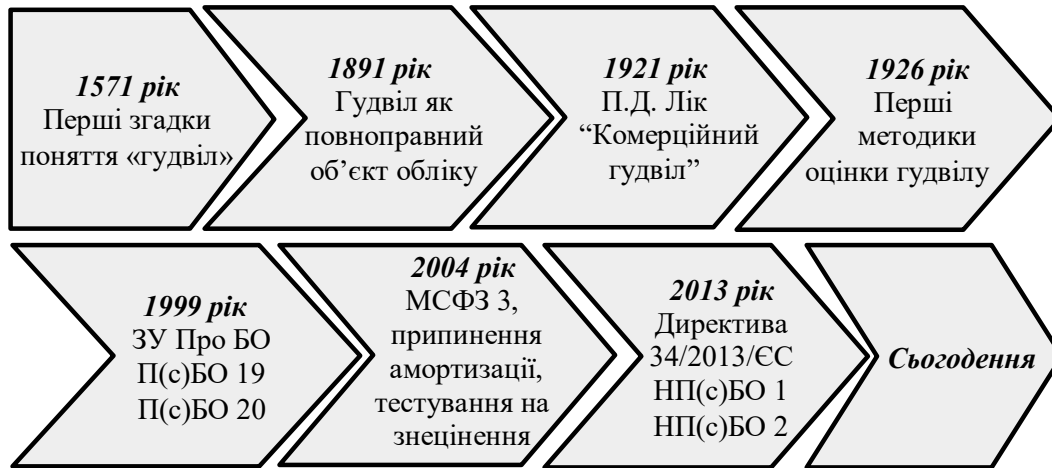 1571 рік
Перші згадки
поняття «гудвіл»
1891 рік
Гудвіл як
повноправний
об’єкт обліку
1921 рік
П.Д. Лік
“Комерційний
гудвіл”
1926 рік
Перші
методики
оцінки гудвілу
1999 рік
ЗУ Про БО
П(с)БО 19
П(с)БО 20
2004 рік
МСФЗ 3,
припинення
амортизації,
тестування на
знецінення
2013 рік
Директива
34/2013/ЄС
НП(с)БО 1
НП(с)БО 2
Сьогодення